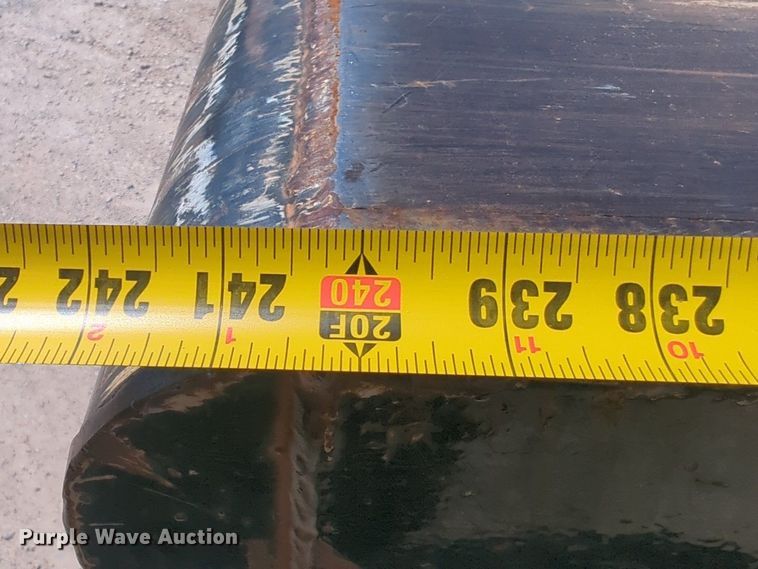 242 241 240 239 238
2 1 20F 11 10
Purple Wave Auction